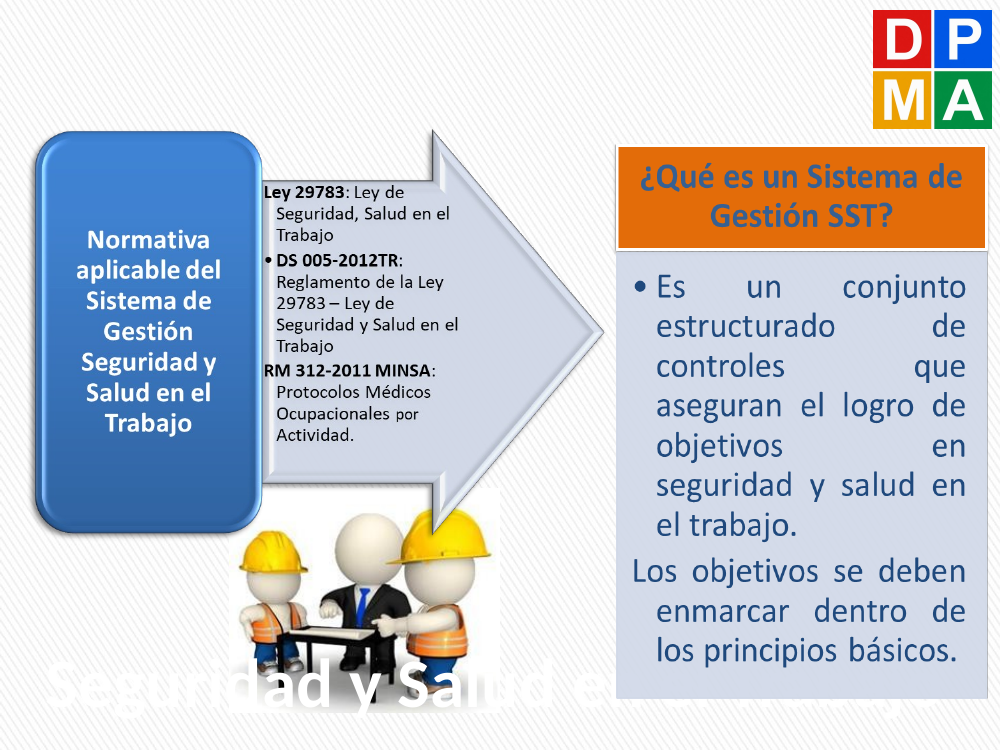 D P
M A
Normativa
aplicable del
Sistema de
Gestión
Seguridad y
Salud en el
Trabajo
Ley 29783: Ley de
Seguridad, Salud en el
Trabajo
• DS 005-2012TR:
Reglamento de la Ley
29783 – Ley de
Seguridad y Salud en el
Trabajo
RM 312-2011 MINSA:
Protocolos Médicos
Ocupacionales por
Actividad.
¿Qué es un Sistema de
Gestión SST?
• Es un conjunto
estructurado de
controles que
aseguran el logro de
objetivos en
seguridad y salud en
el trabajo.
Los objetivos se deben
enmarcar dentro de
los principios básicos.
Seguridad y Salud en